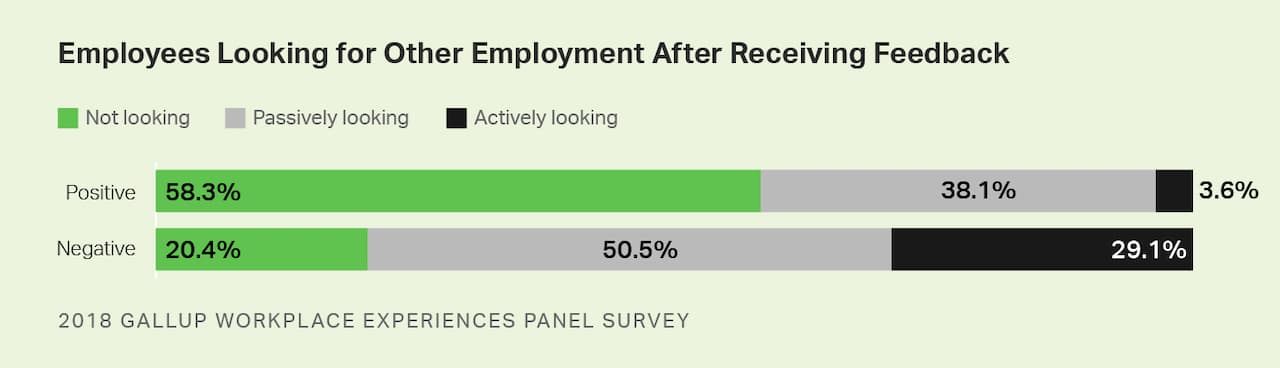 Employees Looking for Other Employment After Receiving Feedback
Not looking Passively looking Actively looking
Positive 58.3% 38.1% 3.6%
Negative 20.4% 50.5% 29.1%
2018 GALLUP WORKPLACE EXPERIENCES PANEL SURVEY